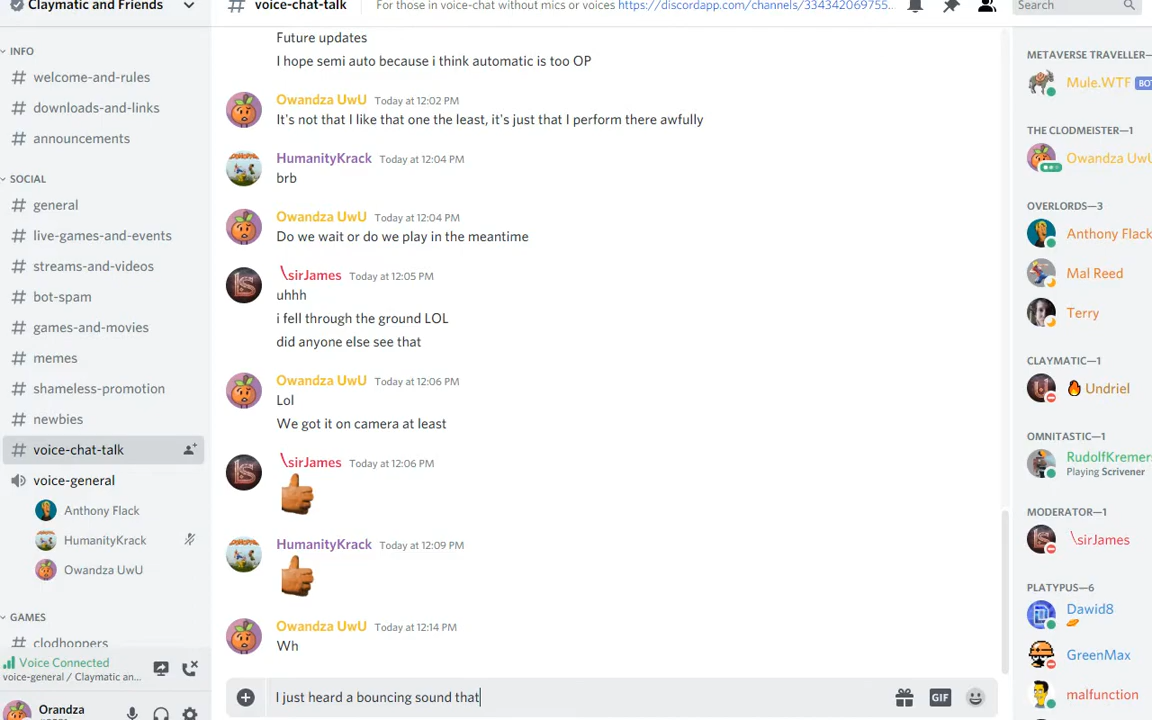 Claymatic and Friends
# voice-chat-talk
For those in voice-chat without mics or voices https://discordapp.com/channels/334342069755...
Search
INFO
# welcome-and-rules
# downloads-and-links
# announcements
SOCIAL
# general
# live-games-and-events
# streams-and-videos
# bot-spam
# games-and-movies
# memes
# shameless-promotion
# newbies
# voice-chat-talk
voice-general
Anthony Flack
HumanityKrack
Owandza UwU
GAMES
# clodhoppers
Voice Connected
voice-general / Claymatic an...
Orandza
Future updates
I hope semi auto because i think automatic is too OP
Owandza UwU Today at 12:02 PM
It's not that I like that one the least, it's just that I perform there awfully
HumanityKrack Today at 12:04 PM
brb
Owandza UwU Today at 12:04 PM
Do we wait or do we play in the meantime
\sirJames Today at 12:05 PM
uhhh
i fell through the ground LOL
did anyone else see that
Owandza UwU Today at 12:06 PM
Lol
We got it on camera at least
\sirJames Today at 12:06 PM
HumanityKrack Today at 12:09 PM
Owandza UwU Today at 12:14 PM
Wh
I just heard a bouncing sound that
GIF
METAVERSE TRAVELLER—
Mule.WTF BOT
THE CLODMEISTER—1
Owandza UwU
OVERLORDS—3
Anthony Flack
Mal Reed
Terry
CLAYMATIC—1
Undriel
OMNITASTIC—1
RudolfKremers
Playing Scrivener
MODERATOR—1
\sirJames
PLATYPUS—6
Dawid8
GreenMax
malfunction